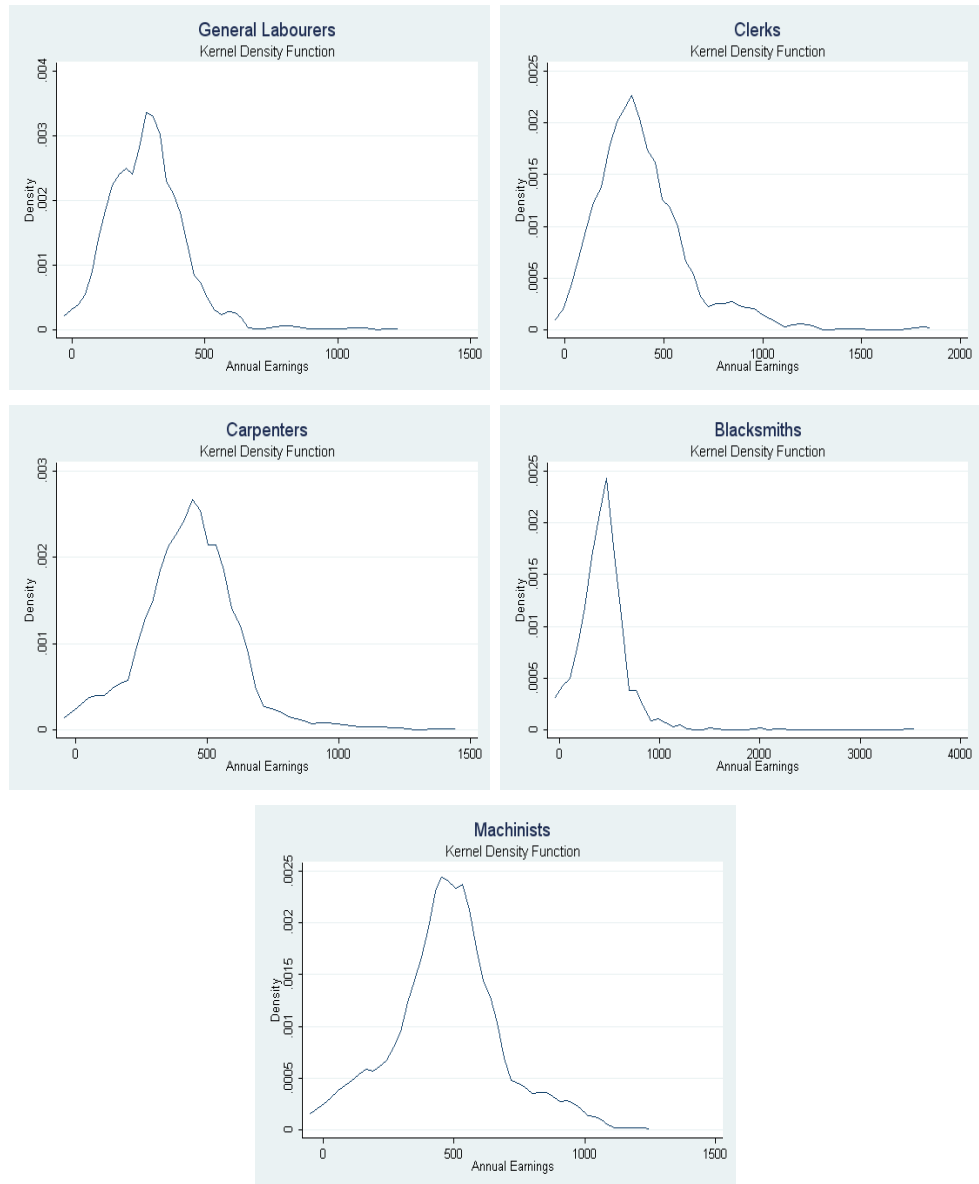 General Labourers
Kernel Density Function
Density
.004
.003
.002
.001
0
0 500 1000 1500
Annual Earnings
Clerks
Kernel Density Function
Density
.0025
.002
.0015
.001
.0005
0
0 500 1000 1500 2000
Annual Earnings
Carpenters
Kernel Density Function
Density
.003
.002
.001
0
0 500 1000 1500
Annual Earnings
Blacksmiths
Kernel Density Function
Density
.0025
.002
.0015
.001
.0005
0
0 1000 2000 3000 4000
Annual Earnings
Machinists
Kernel Density Function
Density
.0025
.002
.0015
.001
.0005
0
0 500 1000 1500
Annual Earnings